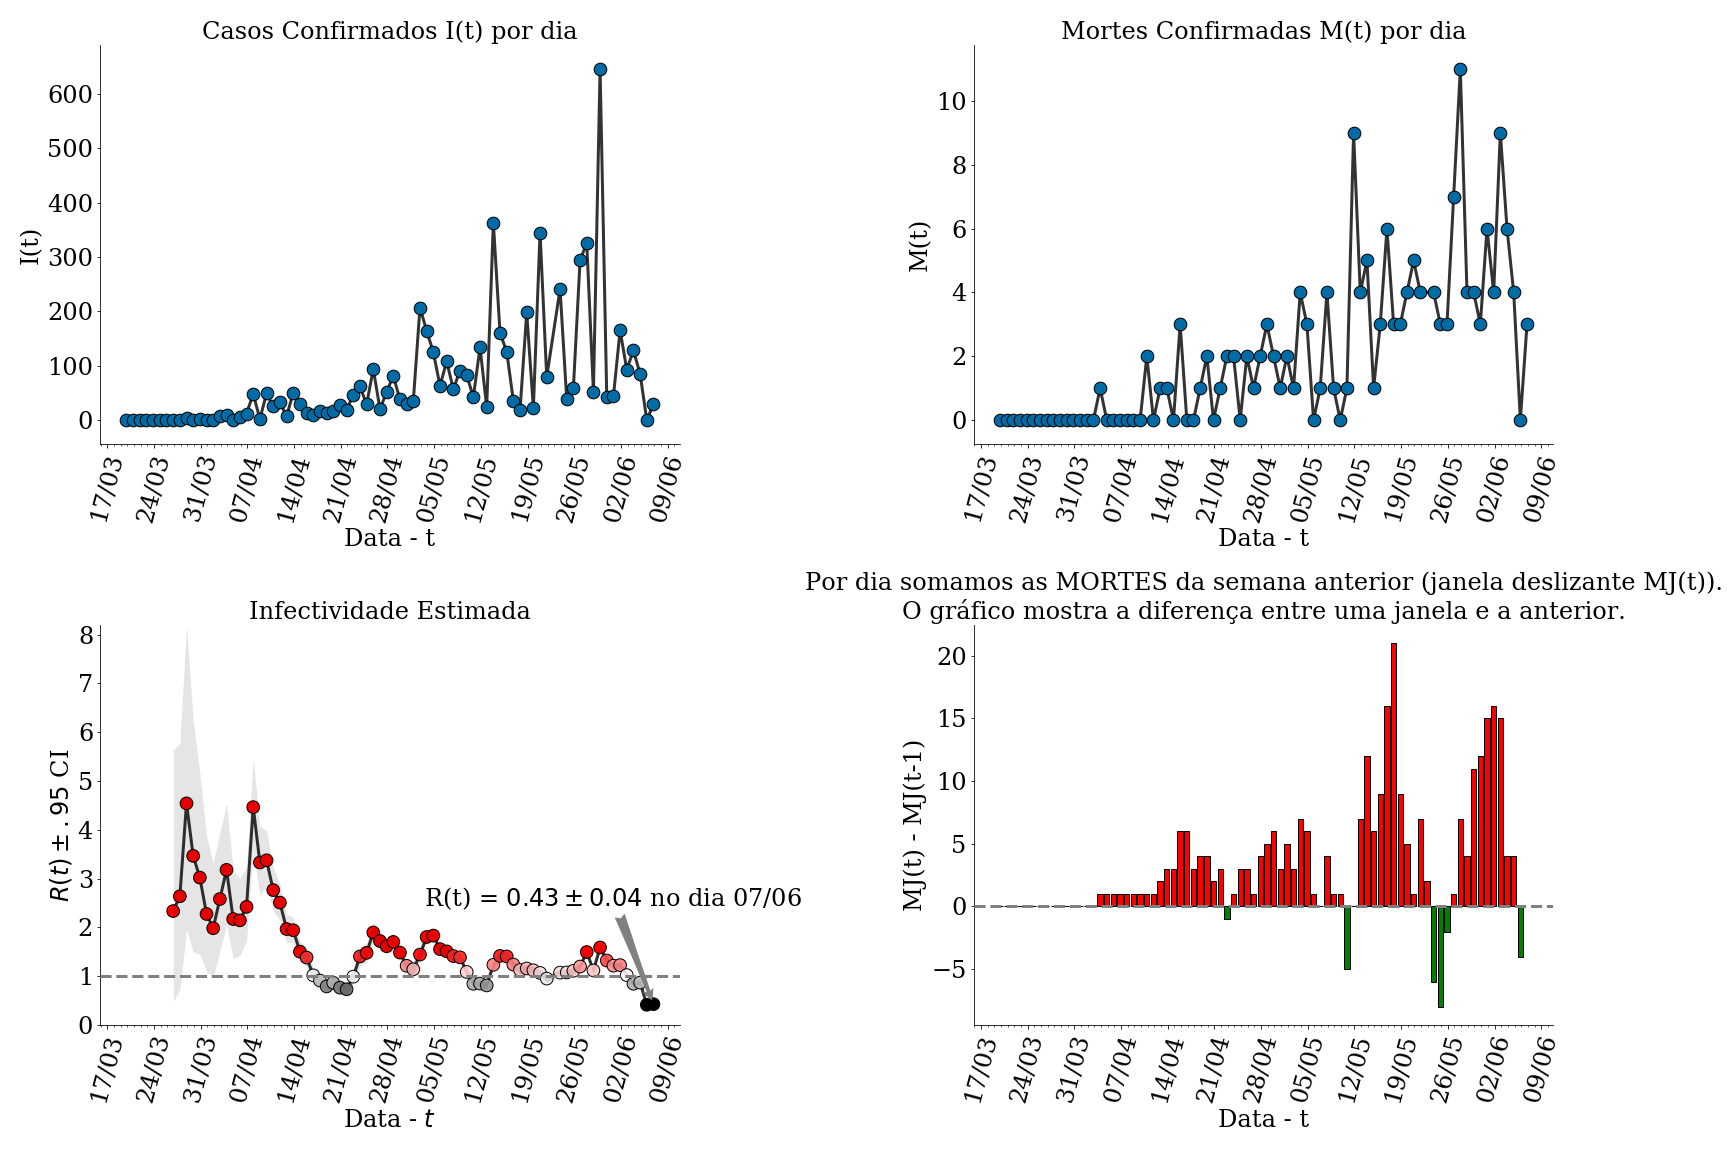 Casos Confirmados I(t) por dia
I(t)
600
500
400
300
200
100
0
17/03 24/03 31/03 07/04 14/04 21/04 28/04 05/05 12/05 19/05 26/05 02/06 09/06
Data - t
Mortes Confirmadas M(t) por dia
M(t)
10
8
6
4
2
0
17/03 24/03 31/03 07/04 14/04 21/04 28/04 05/05 12/05 19/05 26/05 02/06 09/06
Data - t
Infectividade Estimada
R(t) ± .95 CI
8
7
6
5
4
3
2
1
0
R(t) = 0.43 ± 0.04 no dia 07/06
17/03 24/03 31/03 07/04 14/04 21/04 28/04 05/05 12/05 19/05 26/05 02/06 09/06
Data - t
Por dia somamos as MORTES da semana anterior (janela deslizante MJ(t)).
O gráfico mostra a diferença entre uma janela e a anterior.
MJ(t) - MJ(t-1)
20
15
10
5
0
−5
17/03 24/03 31/03 07/04 14/04 21/04 28/04 05/05 12/05 19/05 26/05 02/06 09/06
Data - t